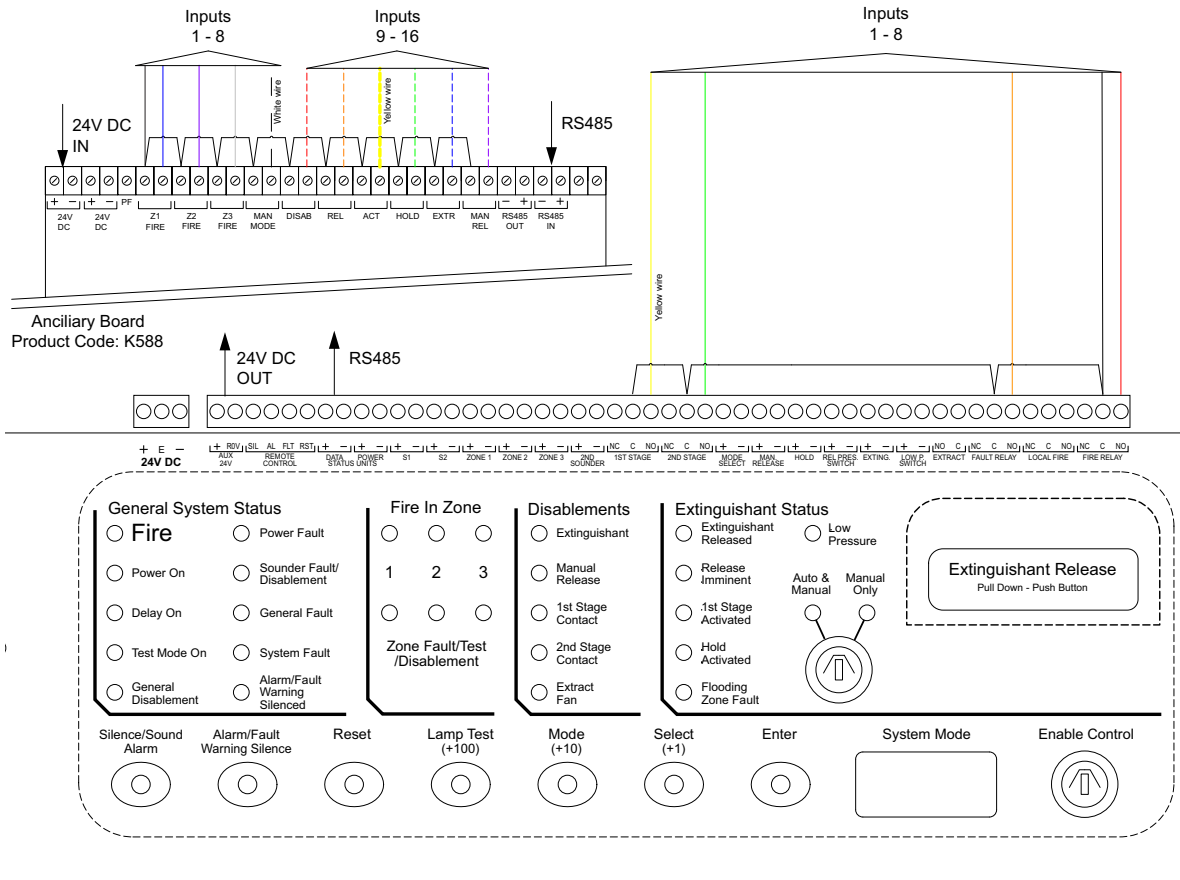 Inputs
1 - 8
Inputs
9 - 16
Inputs
1 - 8
24V DC
IN
White wire
Yellow wire
RS485
+ − + − PF − + − +
24V
DC
24V
DC
Z1
FIRE
Z2
FIRE
Z3
FIRE
MAN
MODE
DISAB
REL
ACT
HOLD
EXTR
MAN
REL
RS485
OUT
RS485
IN
Yellow wire
Anciliary Board
Product Code: K588
24V DC
OUT
RS485
+ E −
24V DC
+ R0V SIL AL FLT RST + − + − + − + − + − + − + − + − NC C NO NC C NO + − + − + − + − + − + − NO C NC C NO NC C NO NC C NO
AUX
24V
REMOTE
CONTROL
DATA
POWER
STATUS UNITS
S1
S2
ZONE 1
ZONE 2
ZONE 3
2ND
SOUNDER
1ST STAGE
2ND STAGE
MODE
SELECT
MAN.
RELEASE
HOLD
REL PRES.
SWITCH
EXTING.
LOW P.
SWITCH
EXTRACT
FAULT RELAY
LOCAL FIRE
FIRE RELAY
General System Status
Fire
Power On
Delay On
Test Mode On
General
Disablement
Power Fault
Sounder Fault/
Disablement
General Fault
System Fault
Alarm/Fault
Warning
Silenced
Fire In Zone
1 2 3
Zone Fault/Test
/Disablement
Disablements
Extinguishant
Manual
Release
1st Stage
Contact
2nd Stage
Contact
Extract
Fan
Extinguishant Status
Extinguishant
Released
Release
Imminent
1st Stage
Activated
Hold
Activated
Flooding
Zone Fault
Low
Pressure
Auto &
Manual
Manual
Only
Extinguishant Release
Pull Down - Push Button
Silence/Sound
Alarm
Alarm/Fault
Warning Silence
Reset
Lamp Test
(+100)
Mode
(+10)
Select
(+1)
Enter
System Mode
Enable Control